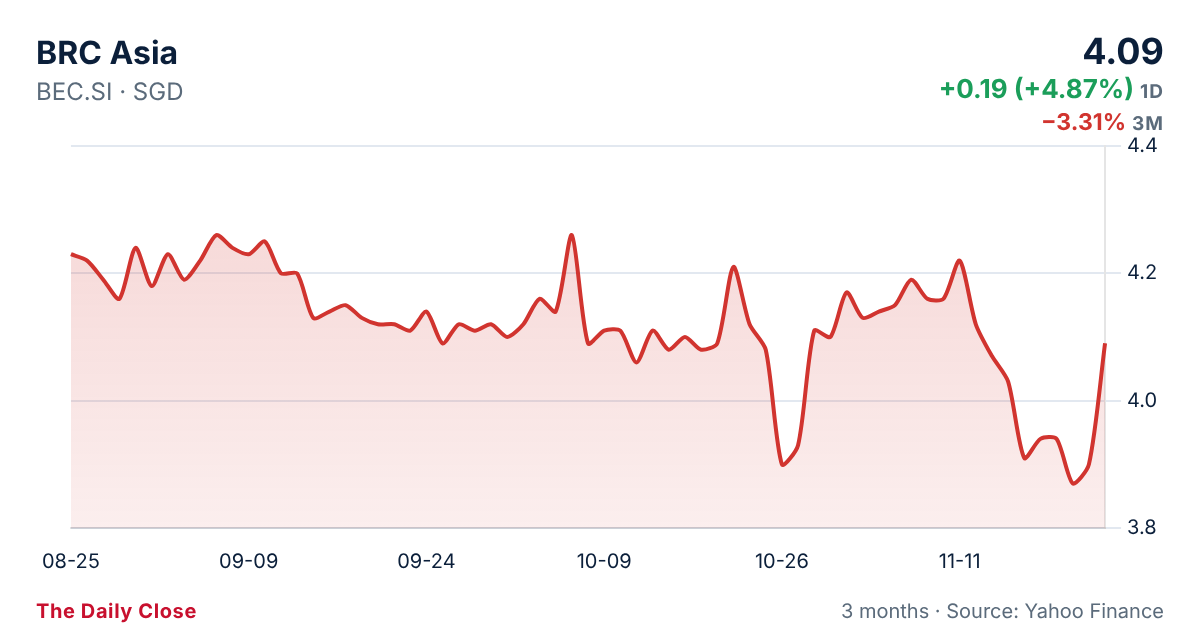 BRC Asia
4.09
BEC.SI · SGD
+0.19 (+4.87%) 1D
−3.31% 3M
4.4
4.2
4.0
3.8
08-25 09-09 09-24 10-09 10-26 11-11
The Daily Close
3 months · Source: Yahoo Finance